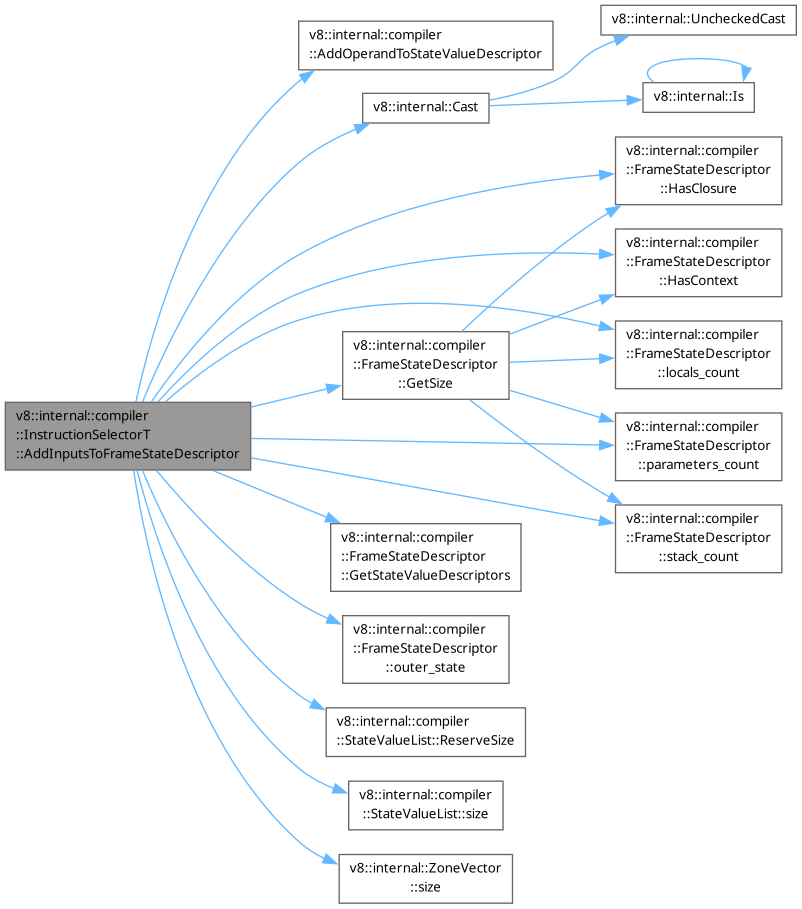 v8::internal::UncheckedCast
v8::internal::compiler
::AddOperandToStateValueDescriptor
v8::internal::Cast
v8::internal::Is
v8::internal::compiler
::FrameStateDescriptor
::HasClosure
v8::internal::compiler
::FrameStateDescriptor
::HasContext
v8::internal::compiler
::FrameStateDescriptor
::locals_count
v8::internal::compiler
::FrameStateDescriptor
::GetSize
v8::internal::compiler
::InstructionSelectorT
::AddInputsToFrameStateDescriptor
v8::internal::compiler
::FrameStateDescriptor
::parameters_count
v8::internal::compiler
::FrameStateDescriptor
::stack_count
v8::internal::compiler
::FrameStateDescriptor
::GetStateValueDescriptors
v8::internal::compiler
::FrameStateDescriptor
::outer_state
v8::internal::compiler
::StateValueList::ReserveSize
v8::internal::compiler
::StateValueList::size
v8::internal::ZoneVector
::size